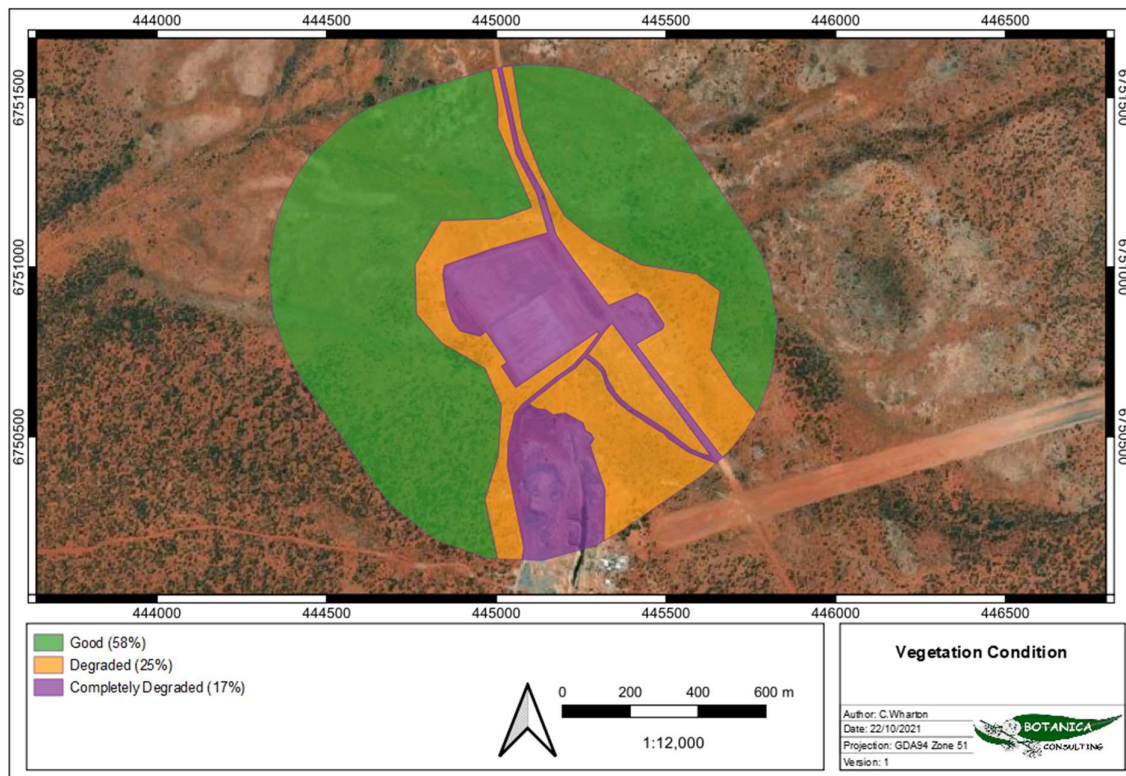 444000 444500 445000 445500 446000 446500
6751500 6751500
6751000 6751000
6750500 6750500
444000 444500 445000 445500 446000 446500
Good (58%)
Degraded (25%)
Completely Degraded (17%)
0 200 400 600 m
1:12,000
Vegetation Condition
Author: C.Wharton
Date: 22/10/2021
Projection: GDA94 Zone 51
Version: 1
BOTANICA
CONSULTING